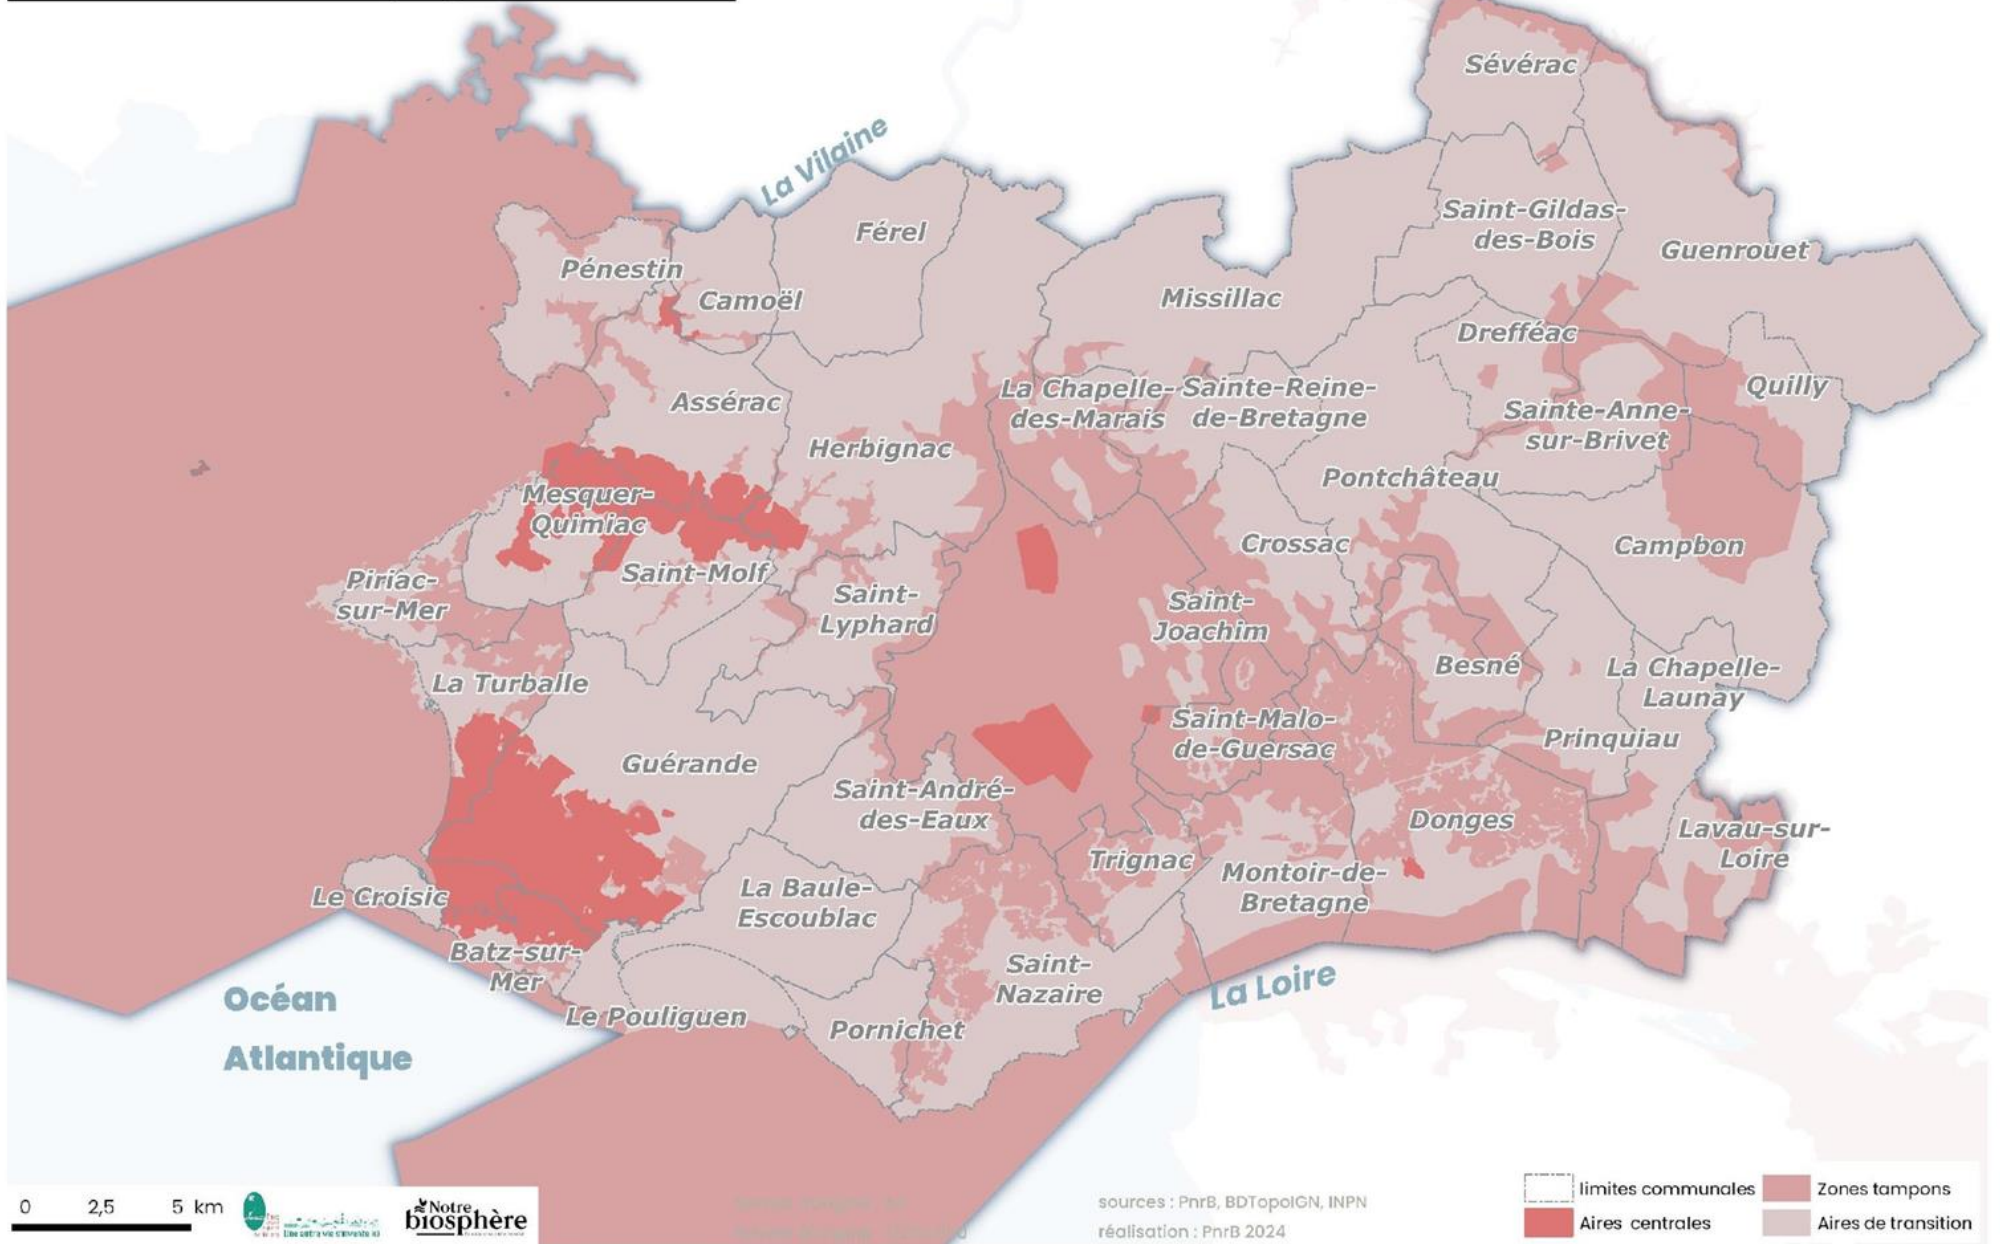 Sévérac
La Vilaine
Férel
Saint-Gildas-
des-Bois
Guenrouet
Pénestin
Camoël
Missillac
Drefféac
Assérac
La Chapelle-
des-Marais
Sainte-Reine-
de-Bretagne
Quilly
Sainte-Anne-
sur-Brivet
Herbignac
Pontchâteau
Mesquer-
Quimiac
Crossac
Campbon
Saint-Molf
Piriac-
sur-Mer
Saint-
Lyphard
Saint-
Joachim
Besné
La Chapelle-
Launay
La Turballe
Saint-Malo-
de-Guersac
Prinquiau
Guérande
Saint-André-
des-Eaux
Donges
Lavau-sur-
Loire
Trignac
Montoir-de-
Bretagne
La Baule-
Escoublac
Le Croisic
Batz-sur-
Mer
Saint-
Nazaire
La Loire
Océan
Atlantique
Le Pouliguen
Pornichet
0 2,5 5 km
Notre
biosphère
sources : PnrB, BDTopoIGN, INPN
réalisation : PnrB 2024
limites communales
Zones tampons
Aires centrales
Aires de transition